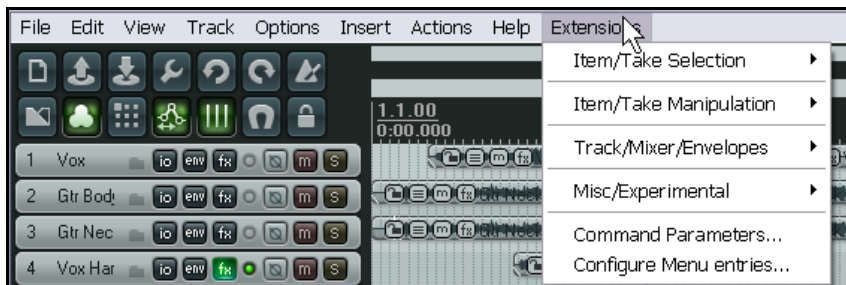 File Edit View Track Options Insert Actions Help Extensions
Item/Take Selection
Item/Take Manipulation
Track/Mixer/Envelopes
Misc/Experimental
Command Parameters...
Configure Menu entries...
1.1.00
0:00.000
1 Vox io env fx m S
2 Gtr Body io env fx m S
3 Gtr Nec io env fx m S
4 Vox Har io env fx m S